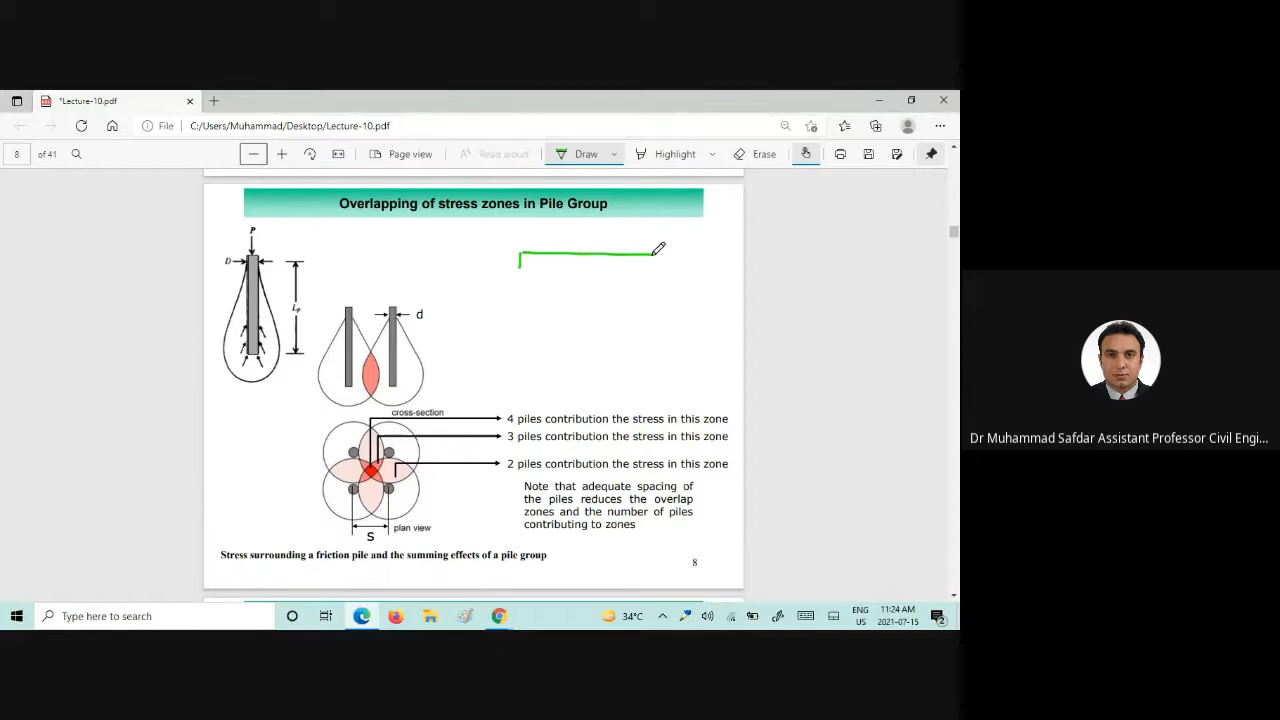 *Lecture-10.pdf
File
C:/Users/Muhammad/Desktop/Lecture-10.pdf
8
of 41
Page view
Read aloud
Draw
Highlight
Erase
Overlapping of stress zones in Pile Group
P
D
Lp
d
cross-section
4 piles contribution the stress in this zone
3 piles contribution the stress in this zone
2 piles contribution the stress in this zone
Note that adequate spacing of
the piles reduces the overlap
zones and the number of piles
contributing to zones
plan view
S
Stress surrounding a friction pile and the summing effects of a pile group
8
Dr Muhammad Safdar Assistant Professor Civil Engi...
Type here to search
34°C
ENG
US
11:24 AM
2021-07-15
2